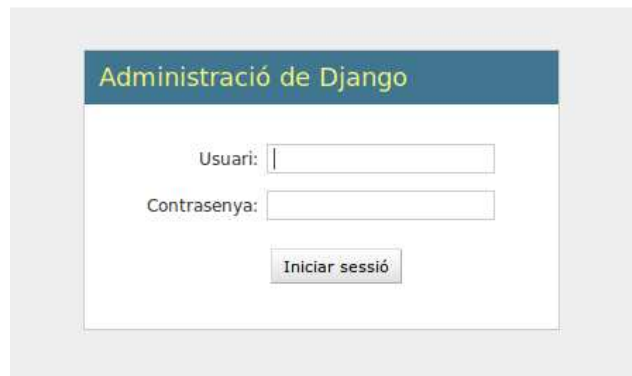 Administració de Django
Usuari:
Contrasenya:
Iniciar sessió